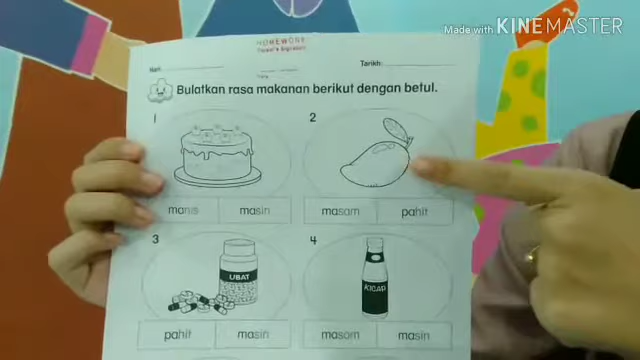 Made with KINEMASTER
HOMEWORK
Hari:
Tarikh:
Bulatkan rasa makanan berikut dengan betul.
1
2
manis masin
masam pahit
3
4
UBAT
KICAP
pahit masin
masam masin